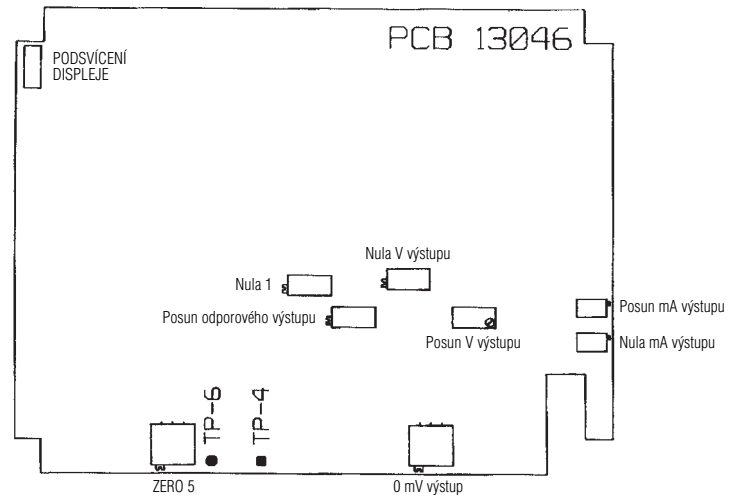 PCB 13046
PODSVÍCENÍ
DISPLEJE
Nula V výstupu
Nula 1
Posun odporového výstupu
Posun V výstupu
Posun mA výstupu
Nula mA výstupu
TP-6
TP-4
ZERO 5
0 mV výstup